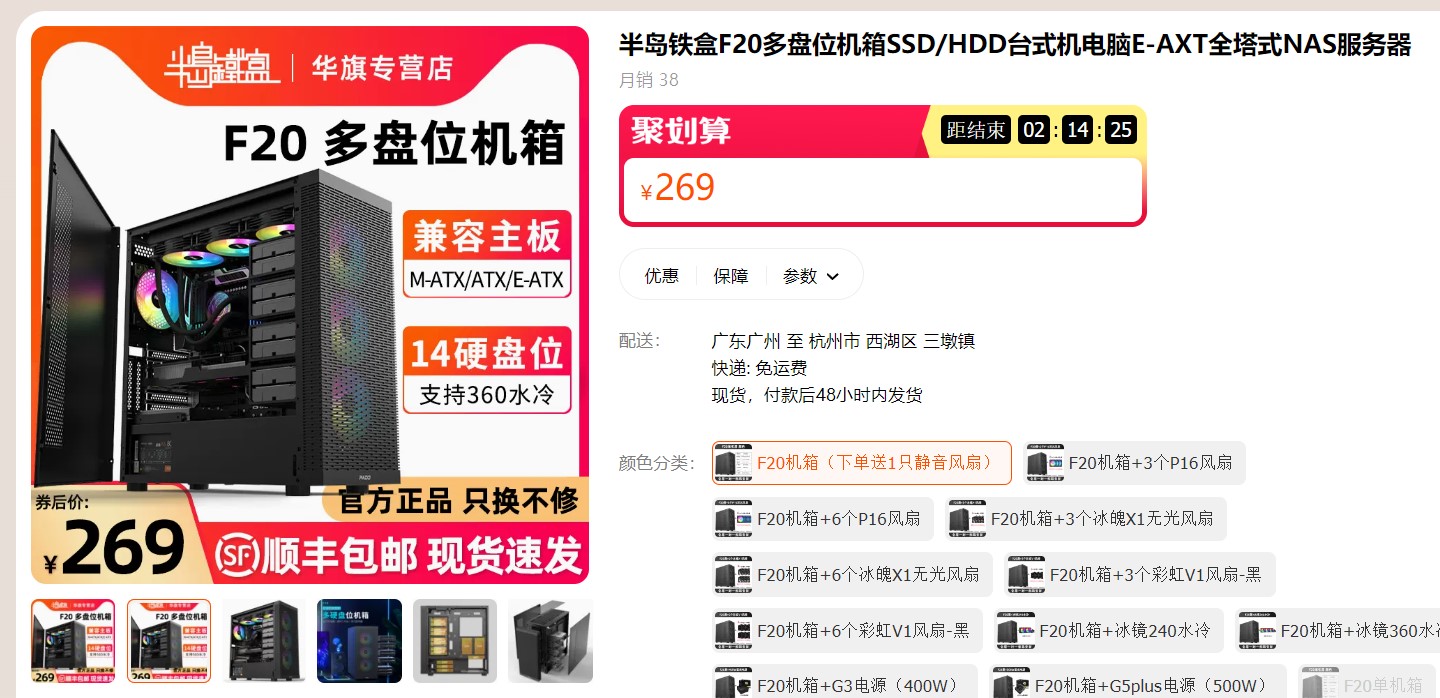 半岛铁盒 华旗专营店
F20 多盘位机箱
兼容主板
M-ATX/ATX/E-ATX
14硬盘位
支持360水冷
官方正品 只换不修
券后价:
¥269
SF顺丰包邮 现货速发
半岛铁盒F20多盘位机箱SSD/HDD台式机电脑E-AXT全塔式NAS服务器
月销 38
聚划算
距结束 02 : 14 : 25
¥269
优惠
保障
参数
配送:
广东广州 至 杭州市 西湖区 三墩镇
快递: 免运费
现货，付款后48小时内发货
颜色分类:
F20机箱（下单送1只静音风扇）
F20机箱+3个P16风扇
F20机箱+6个P16风扇
F20机箱+3个冰魄X1无光风扇
F20机箱+6个冰魄X1无光风扇
F20机箱+3个彩虹V1风扇-黑
F20机箱+6个彩虹V1风扇-黑
F20机箱+冰镜240水冷
F20机箱+冰镜360水
F20机箱+G3电源（400W）
F20机箱+G5plus电源（500W）
F20单机箱